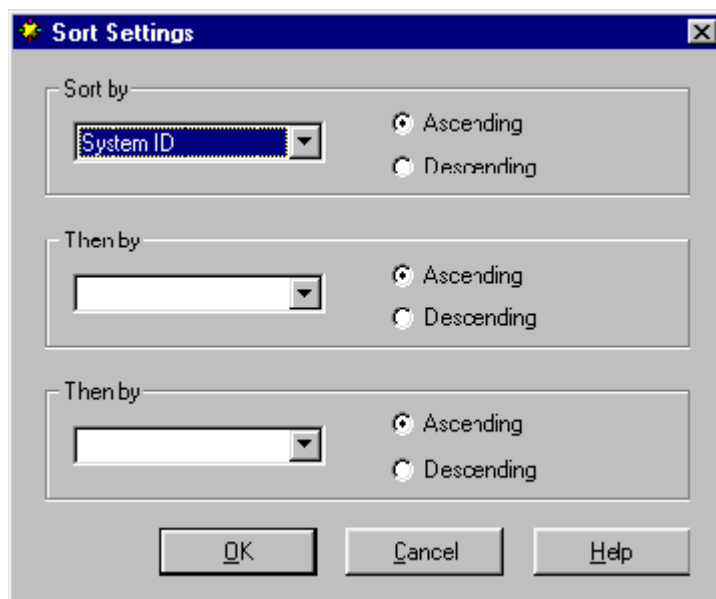 Sort Settings
Sort by
System ID
Ascending
Descending
Then by
Ascending
Descending
Then by
Ascending
Descending
OK
Cancel
Help